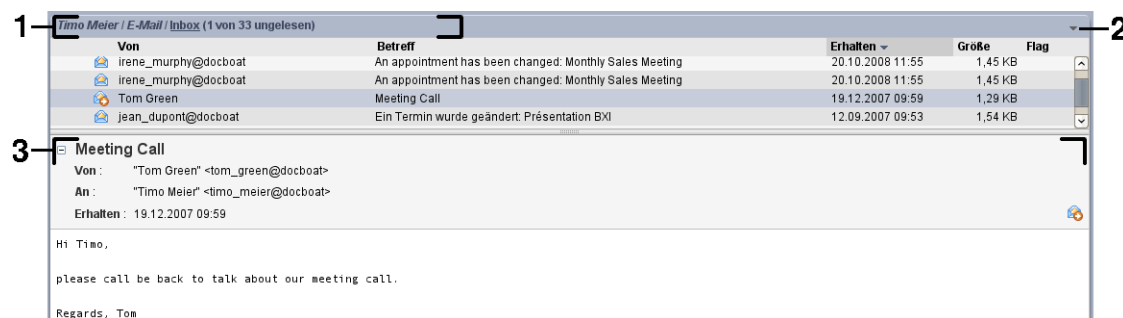 1
Timo Meier / E-Mail / Inbox (1 von 33 ungelesen)
2
Von Betreff Erhalten Größe Flag
irene_murphy@docboat An appointment has been changed: Monthly Sales Meeting 20.10.2008 11:55 1,45 KB
irene_murphy@docboat An appointment has been changed: Monthly Sales Meeting 20.10.2008 11:55 1,45 KB
Tom Green Meeting Call 19.12.2007 09:59 1,29 KB
jean_dupont@docboat Ein Termin wurde geändert: Présentation BXI 12.09.2007 09:53 1,54 KB
3
Meeting Call
Von : "Tom Green" <tom_green@docboat>
An : "Timo Meier" <timo_meier@docboat>
Erhalten : 19.12.2007 09:59
Hi Timo,
please call be back to talk about our meeting call.
Regards, Tom